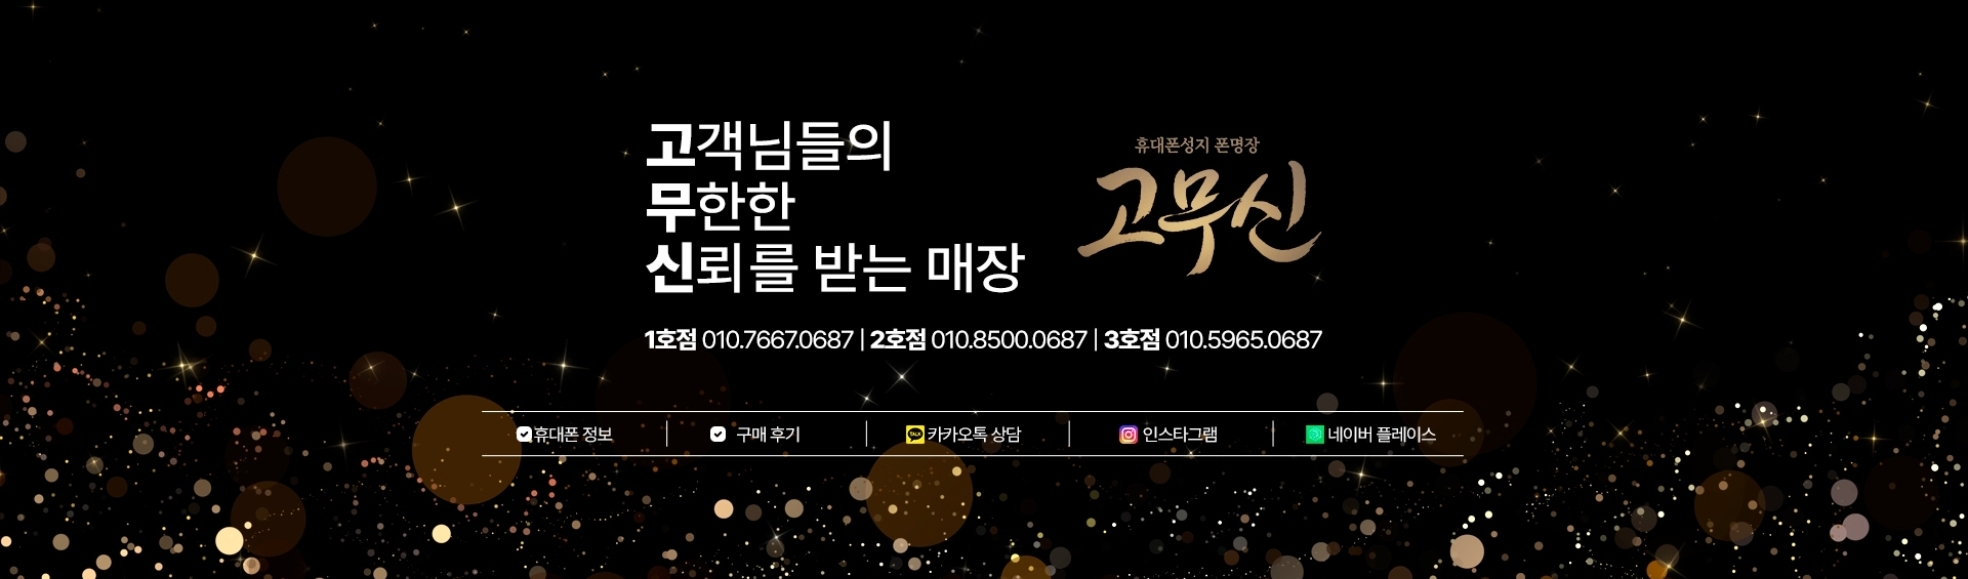 고객님들의
무한한
신뢰를 받는 매장
휴대폰성지 폰명장
고무신
1호점 010.7667.0687 | 2호점 010.8500.0687 | 3호점 010.5965.0687
휴대폰 정보 | 구매 후기 | TALK 카카오톡 상담 | 인스타그램 | 네이버 플레이스